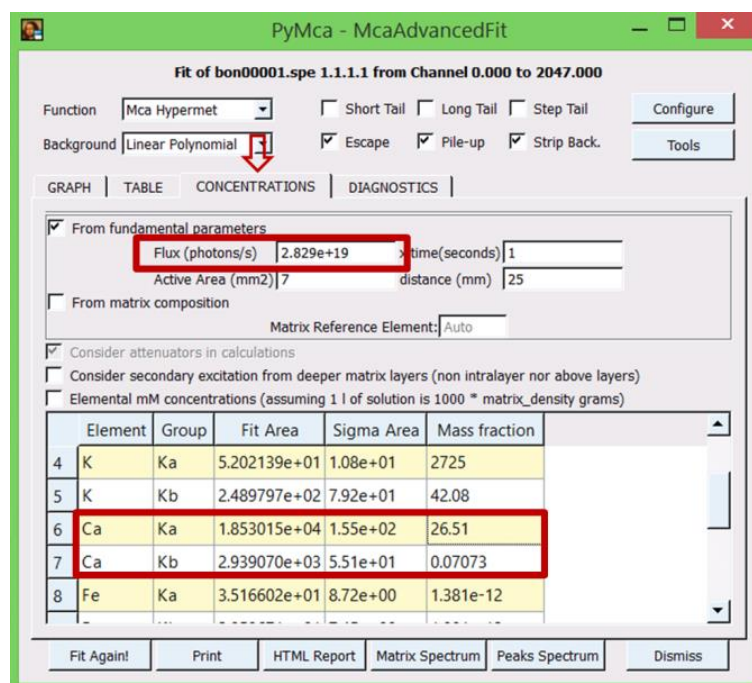 PyMca - McaAdvancedFit
Fit of bon00001.spe 1.1.1.1 from Channel 0.000 to 2047.000
Function Mca Hypermet Short Tail Long Tail Step Tail Configure
Background Linear Polynomial Escape Pile-up Strip Back. Tools
GRAPH TABLE CONCENTRATIONS DIAGNOSTICS
From fundamental parameters
Flux (photons/s) 2.829e+19 x time(seconds) 1
Active Area (mm2) 7 distance (mm) 25
From matrix composition
Matrix Reference Element: Auto
Consider attenuators in calculations
Consider secondary excitation from deeper matrix layers (non intralayer nor above layers)
Elemental mM concentrations (assuming 1 l of solution is 1000 * matrix_density grams)
Element Group Fit Area Sigma Area Mass fraction
4 K Ka 5.202139e+01 1.08e+01 2725
5 K Kb 2.489797e+02 7.92e+01 42.08
6 Ca Ka 1.853015e+04 1.55e+02 26.51
7 Ca Kb 2.939070e+03 5.51e+01 0.07073
8 Fe Ka 3.516602e+01 8.72e+00 1.381e-12
Fit Again! Print HTML Report Matrix Spectrum Peaks Spectrum Dismiss